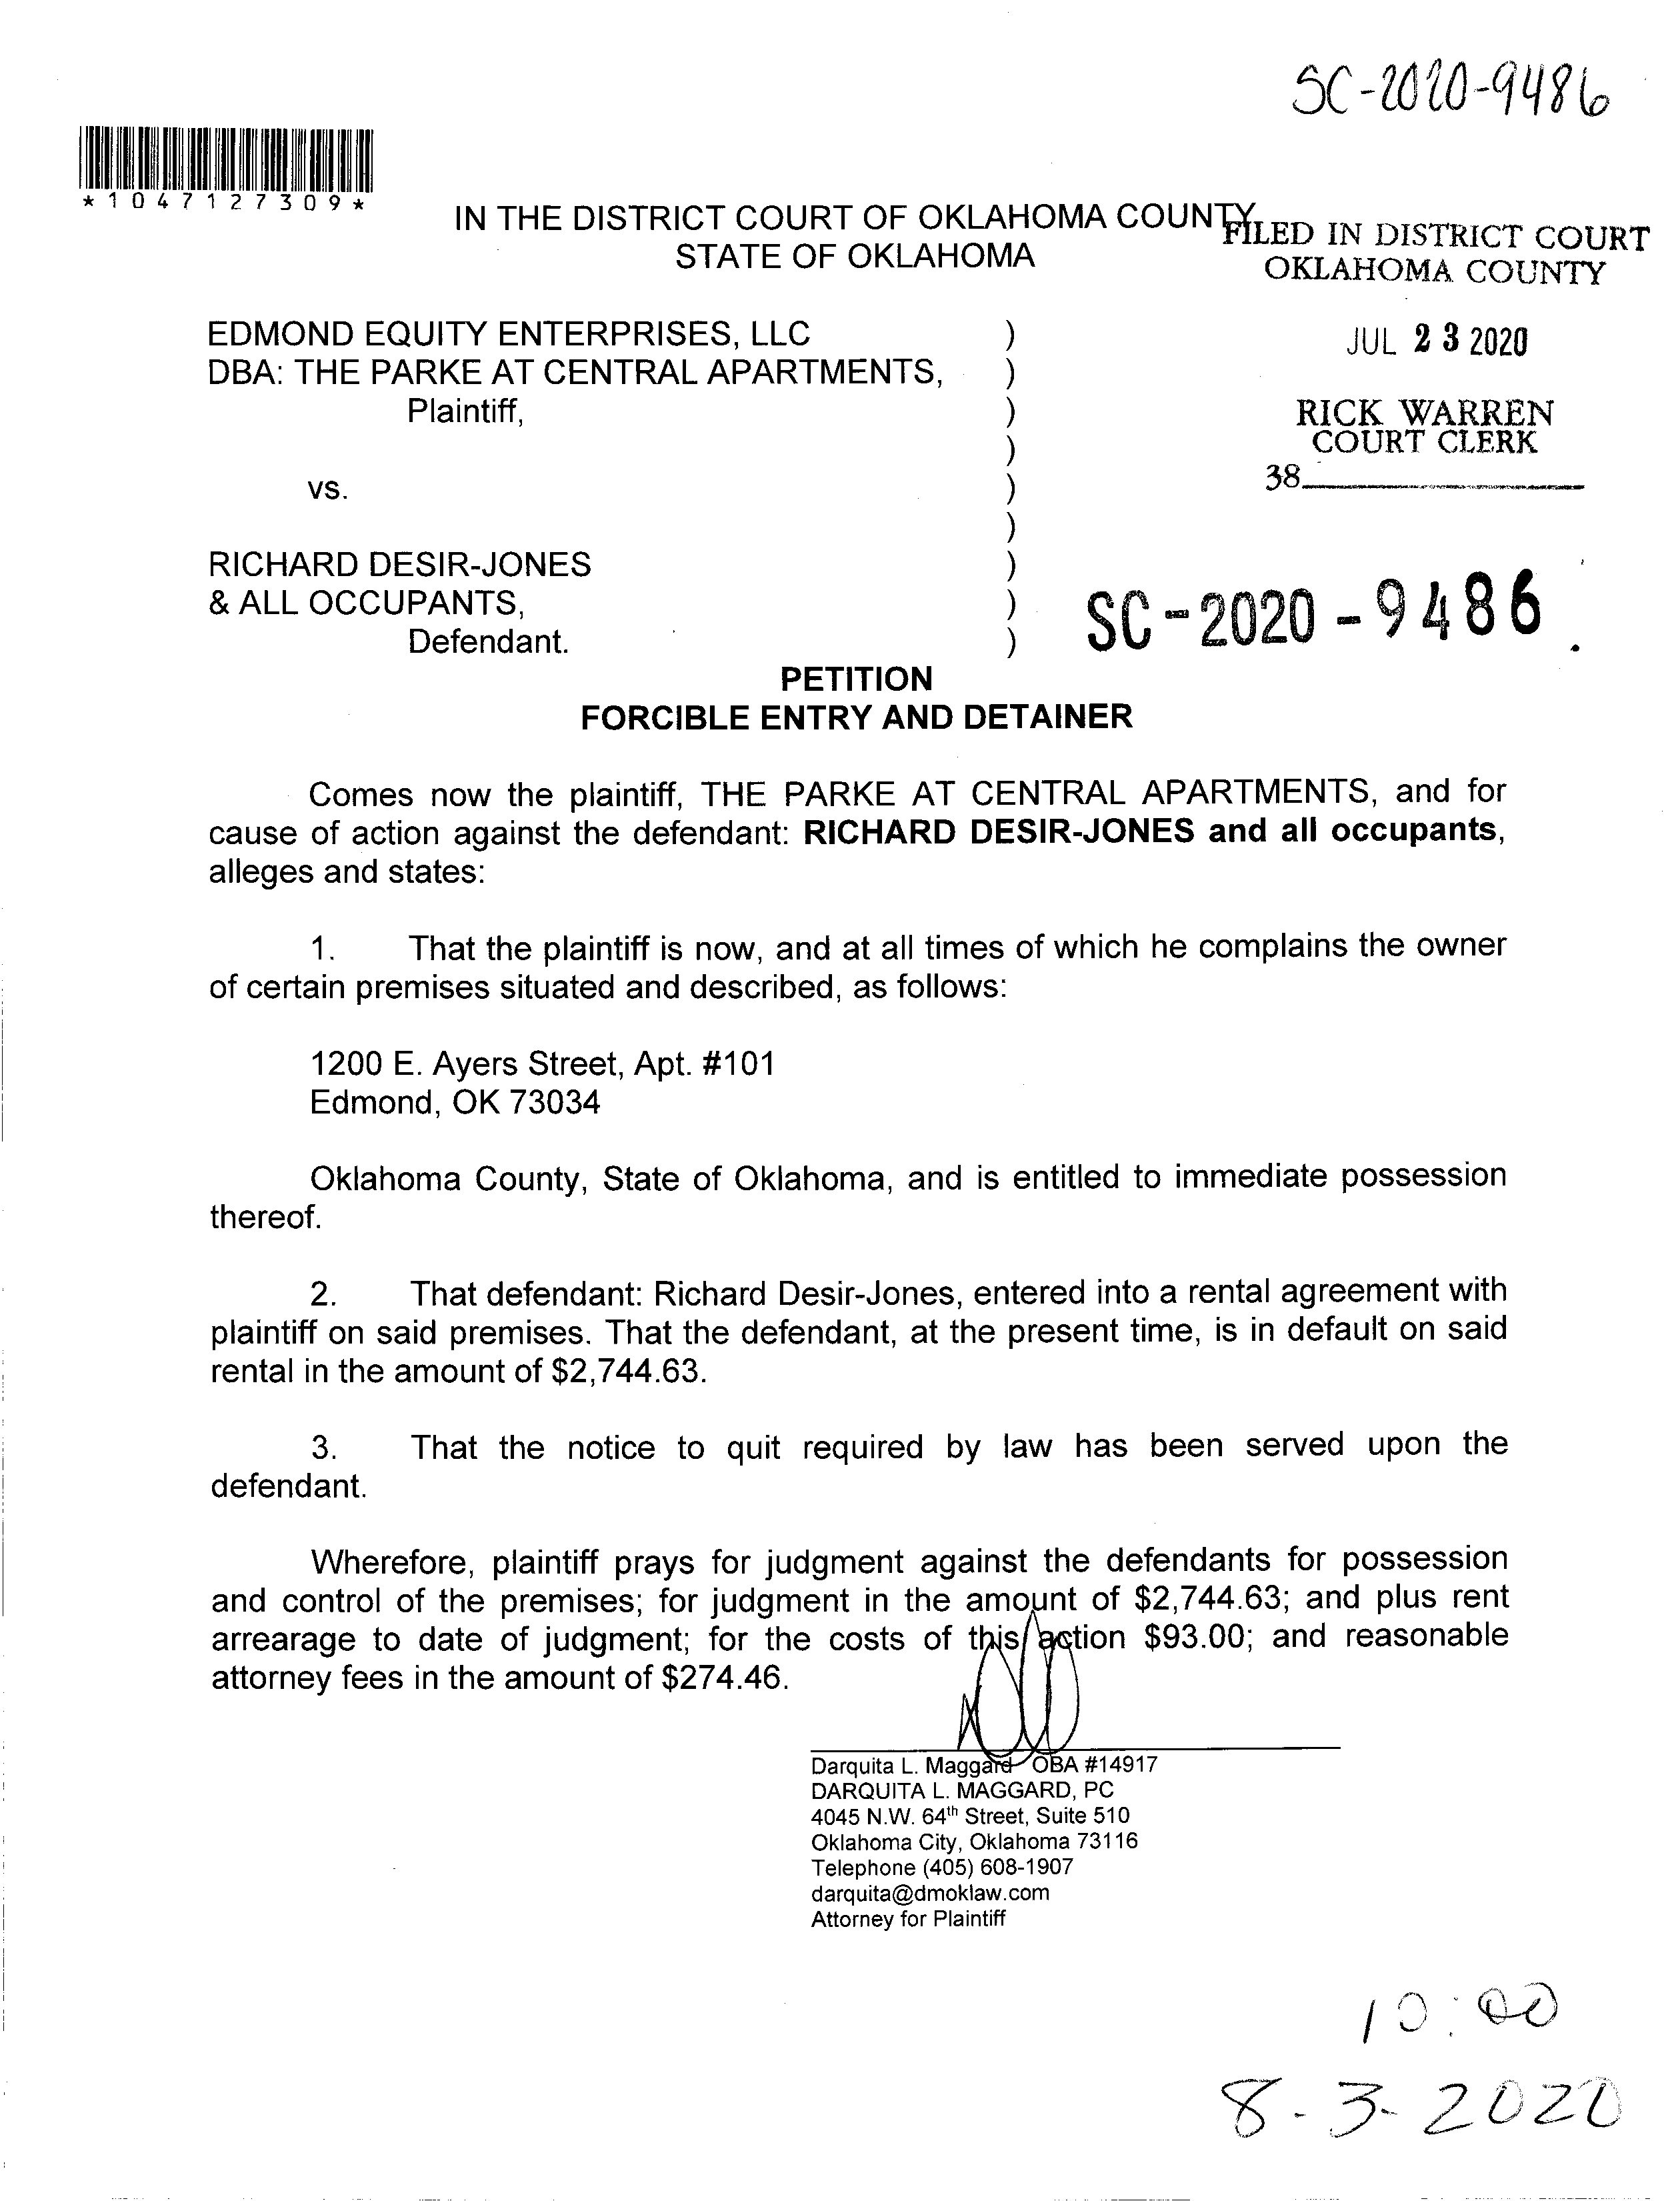 SC-2020-9486
*1047127309*
IN THE DISTRICT COURT OF OKLAHOMA COUNTY
STATE OF OKLAHOMA
FILED IN DISTRICT COURT
OKLAHOMA COUNTY
JUL 23 2020
RICK WARREN
COURT CLERK
38
EDMOND EQUITY ENTERPRISES, LLC )
DBA: THE PARKE AT CENTRAL APARTMENTS, )
Plaintiff, )
)
vs. )
)
RICHARD DESIR-JONES )
& ALL OCCUPANTS, )
Defendant. )
SC-2020-9486
PETITION
FORCIBLE ENTRY AND DETAINER
Comes now the plaintiff, THE PARKE AT CENTRAL APARTMENTS, and for
cause of action against the defendant: RICHARD DESIR-JONES and all occupants,
alleges and states:
1. That the plaintiff is now, and at all times of which he complains the owner
of certain premises situated and described, as follows:
1200 E. Ayers Street, Apt. #101
Edmond, OK 73034
Oklahoma County, State of Oklahoma, and is entitled to immediate possession
thereof.
2. That defendant: Richard Desir-Jones, entered into a rental agreement with
plaintiff on said premises. That the defendant, at the present time, is in default on said
rental in the amount of $2,744.63.
3. That the notice to quit required by law has been served upon the
defendant.
Wherefore, plaintiff prays for judgment against the defendants for possession
and control of the premises; for judgment in the amount of $2,744.63; and plus rent
arrearage to date of judgment; for the costs of this action $93.00; and reasonable
attorney fees in the amount of $274.46.
Darquita L. Maggard OBA #14917
DARQUITA L. MAGGARD, PC
4045 N.W. 64th Street, Suite 510
Oklahoma City, Oklahoma 73116
Telephone (405) 608-1907
darquita@dmoklaw.com
Attorney for Plaintiff
10:00
8-3-2020